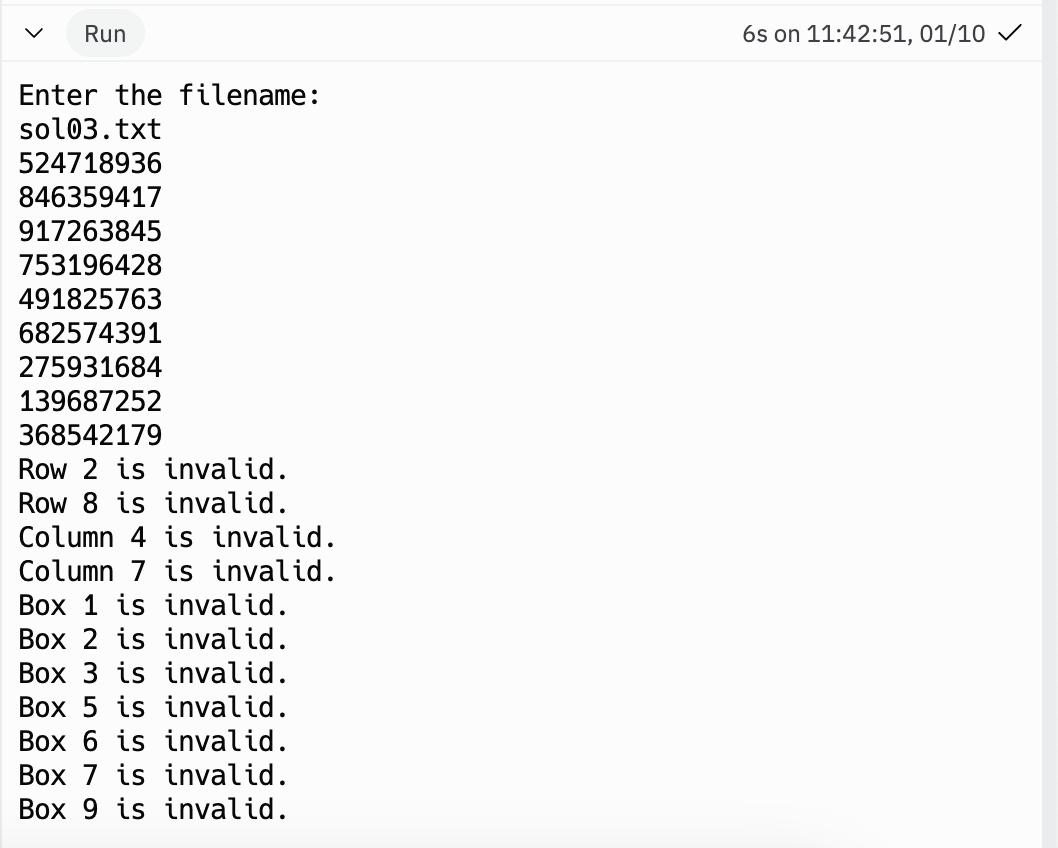 Run
6s on 11:42:51, 01/10
Enter the filename:
sol03.txt
524718936
846359417
917263845
753196428
491825763
682574391
275931684
139687252
368542179
Row 2 is invalid.
Row 8 is invalid.
Column 4 is invalid.
Column 7 is invalid.
Box 1 is invalid.
Box 2 is invalid.
Box 3 is invalid.
Box 5 is invalid.
Box 6 is invalid.
Box 7 is invalid.
Box 9 is invalid.